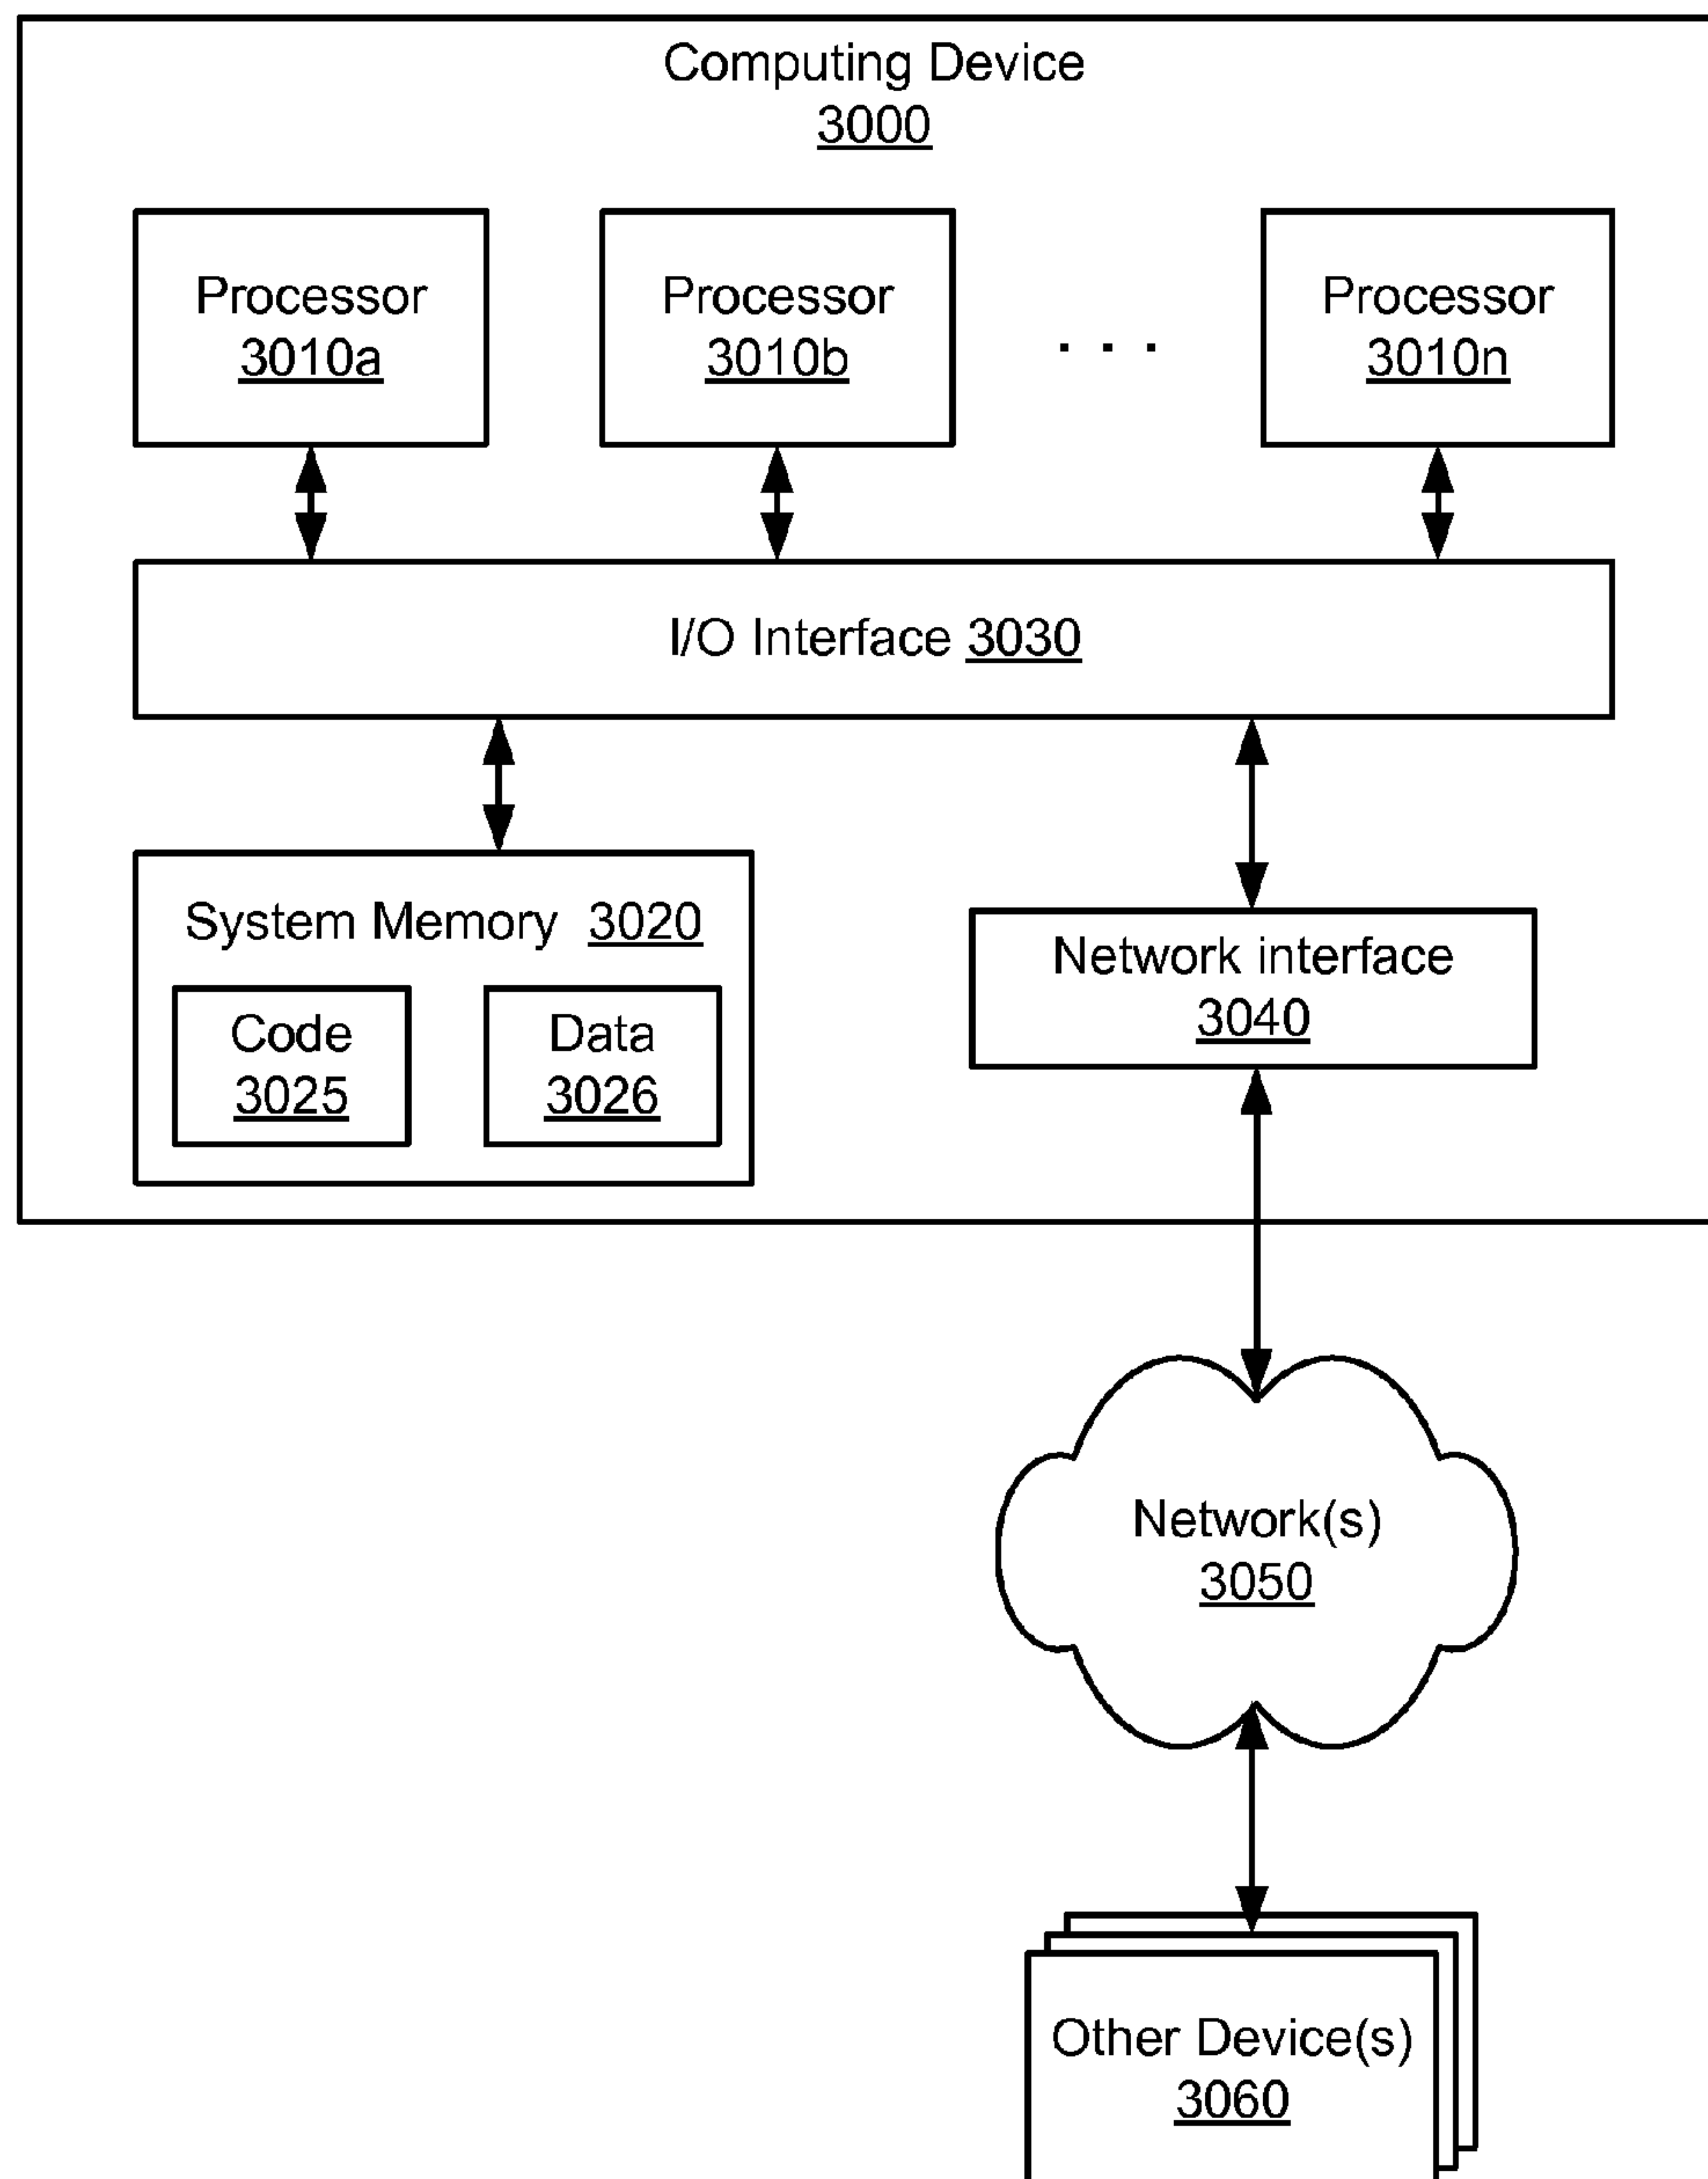 Computing Device
3000
Processor
3010a
Processor
3010b
. . .
Processor
3010n
I/O Interface 3030
System Memory 3020
Code
3025
Data
3026
Network interface
3040
Network(s)
3050
Other Device(s)
3060